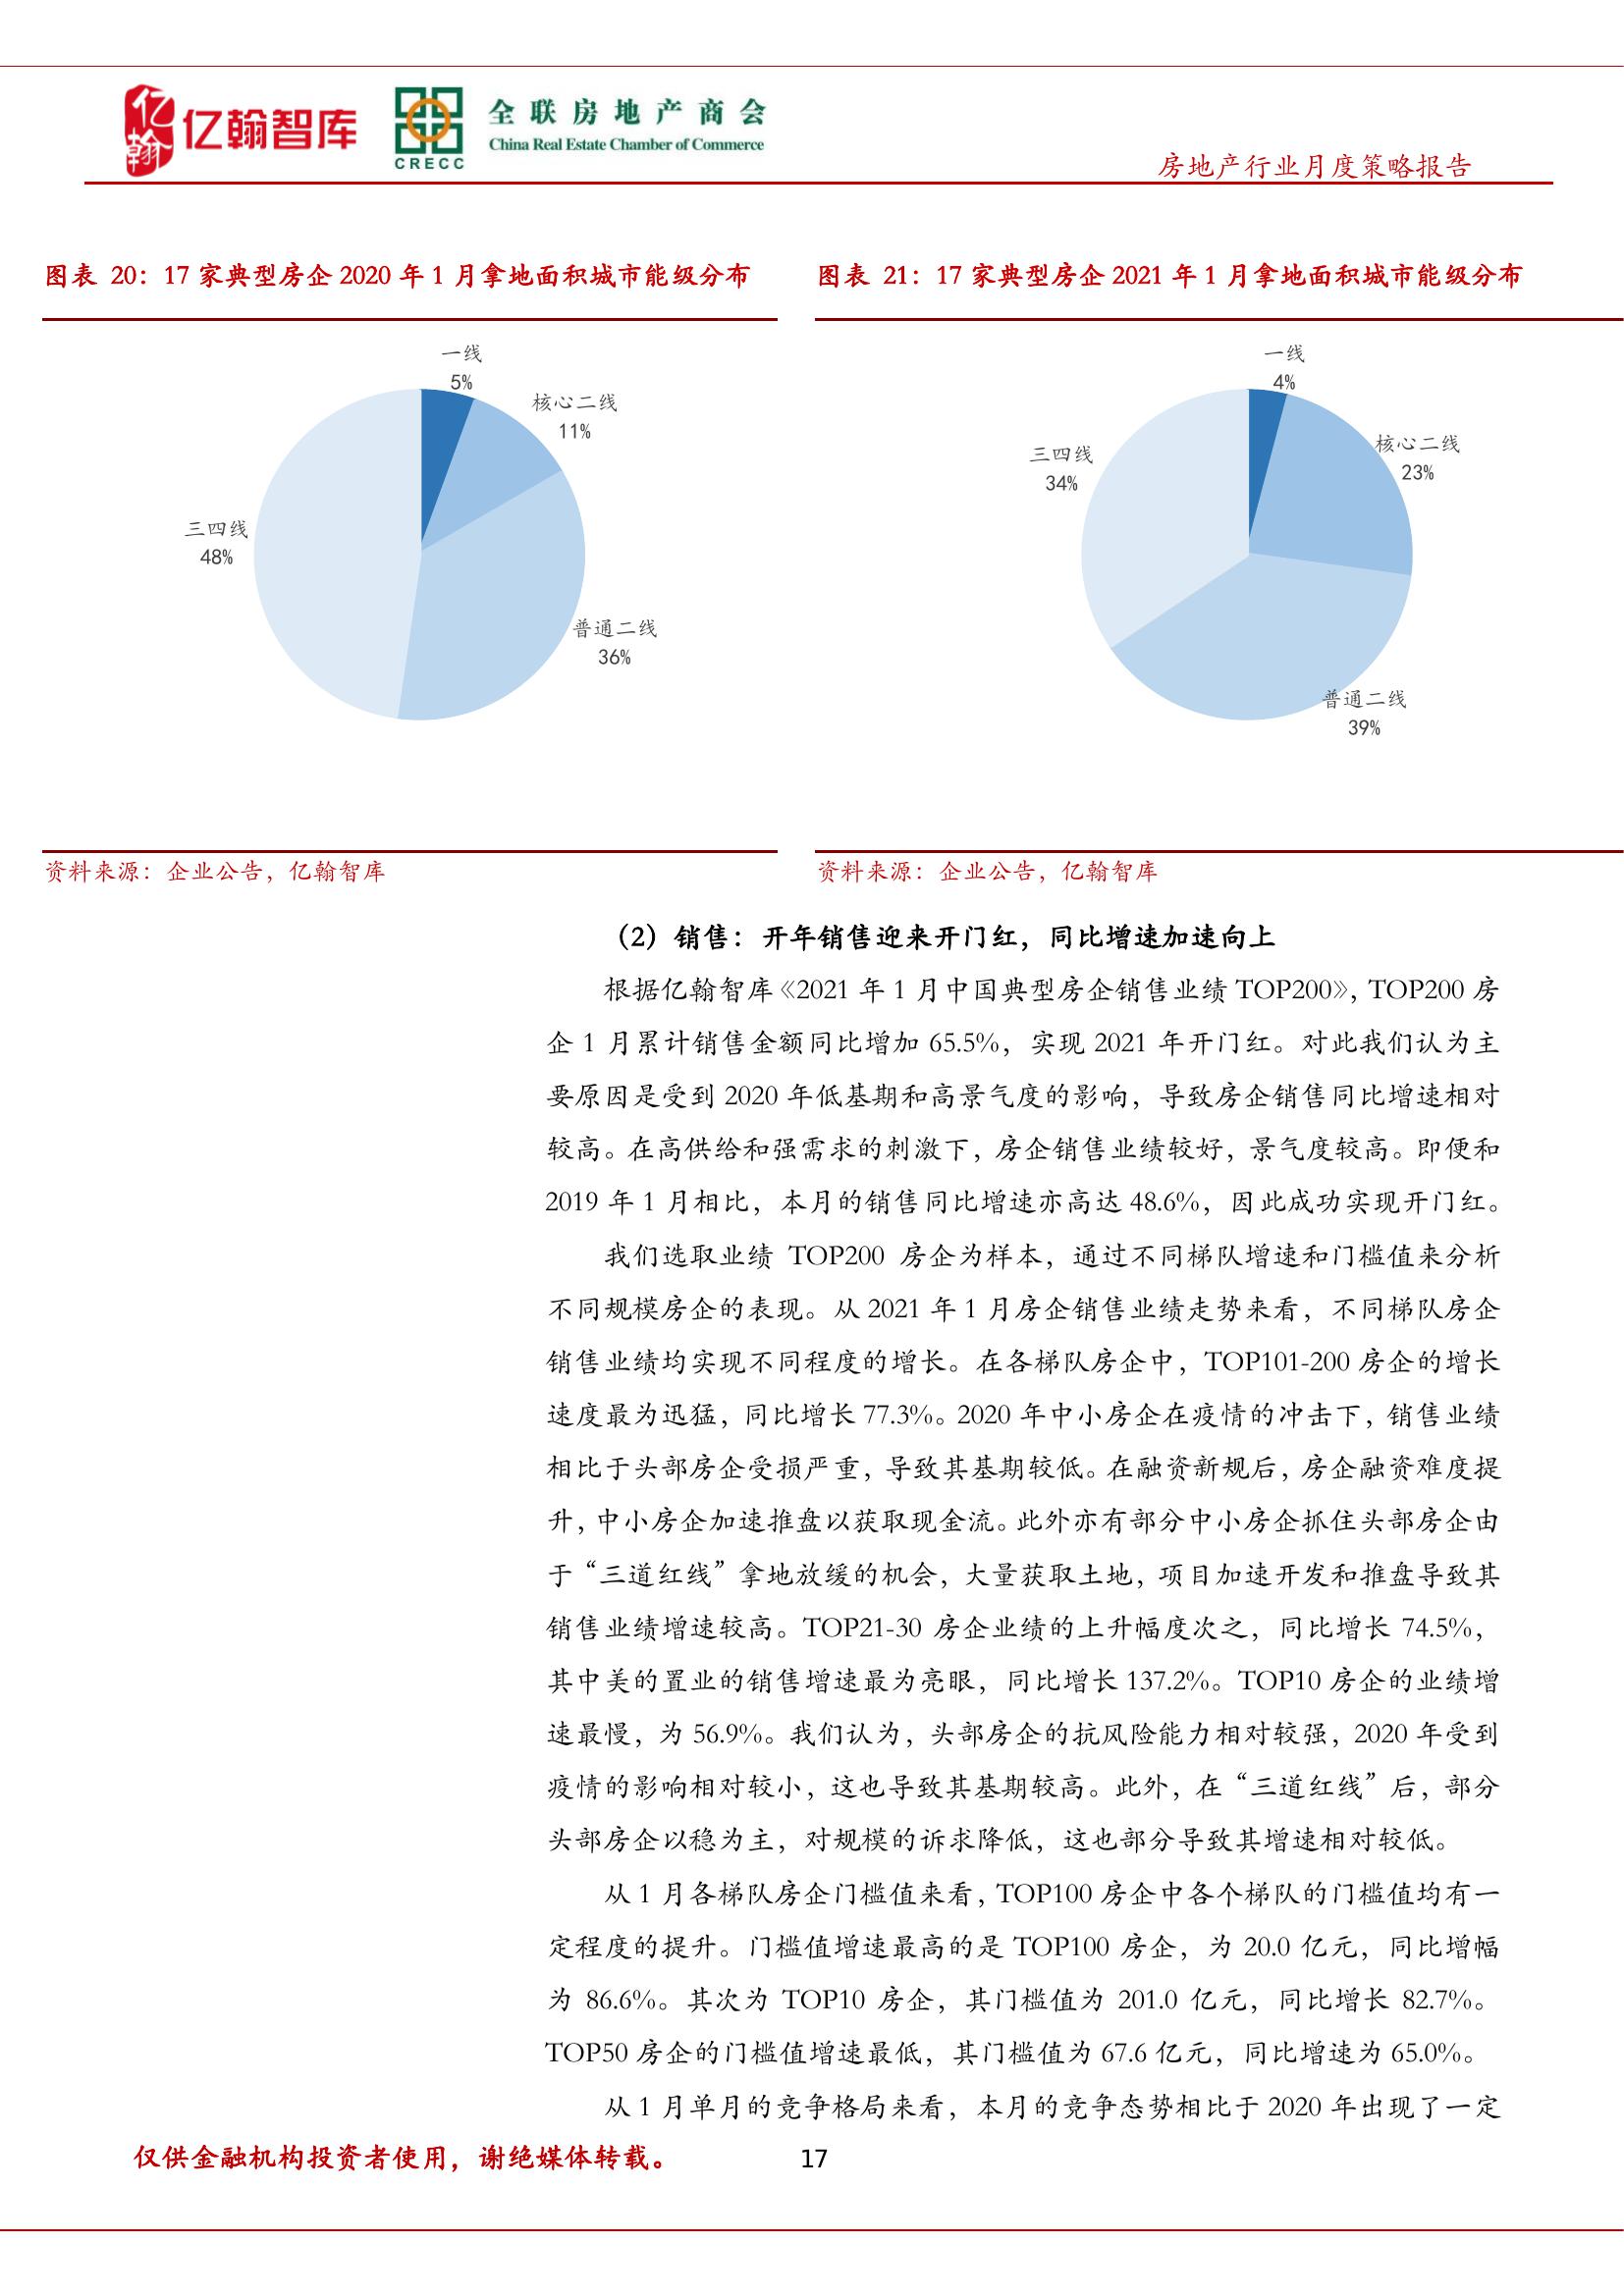 亿翰 亿翰智库
CRECC
全联房地产商会
China Real Estate Chamber of Commerce
房地产行业月度策略报告
图表 20：17 家典型房企 2020 年 1 月拿地面积城市能级分布
一线
5%
核心二线
11%
三四线
48%
普通二线
36%
资料来源：企业公告，亿翰智库
图表 21：17 家典型房企 2021 年 1 月拿地面积城市能级分布
一线
4%
核心二线
23%
三四线
34%
普通二线
39%
资料来源：企业公告，亿翰智库
（2）销售：开年销售迎来开门红，同比增速加速向上
根据亿翰智库《2021 年 1 月中国典型房企销售业绩 TOP200》，TOP200 房
企 1 月累计销售金额同比增加 65.5%，实现 2021 年开门红。对此我们认为主
要原因是受到 2020 年低基期和高景气度的影响，导致房企销售同比增速相对
较高。在高供给和强需求的刺激下，房企销售业绩较好，景气度较高。即便和
2019 年 1 月相比，本月的销售同比增速亦高达 48.6%，因此成功实现开门红。
我们选取业绩 TOP200 房企为样本，通过不同梯队增速和门槛值来分析
不同规模房企的表现。从 2021 年 1 月房企销售业绩走势来看，不同梯队房企
销售业绩均实现不同程度的增长。在各梯队房企中，TOP101-200 房企的增长
速度最为迅猛，同比增长 77.3%。2020 年中小房企在疫情的冲击下，销售业绩
相比于头部房企受损严重，导致其基期较低。在融资新规后，房企融资难度提
升，中小房企加速推盘以获取现金流。此外亦有部分中小房企抓住头部房企由
于“三道红线”拿地放缓的机会，大量获取土地，项目加速开发和推盘导致其
销售业绩增速较高。TOP21-30 房企业绩的上升幅度次之，同比增长 74.5%，
其中美的置业的销售增速最为亮眼，同比增长 137.2%。TOP10 房企的业绩增
速最慢，为 56.9%。我们认为，头部房企的抗风险能力相对较强，2020 年受到
疫情的影响相对较小，这也导致其基期较高。此外，在“三道红线”后，部分
头部房企以稳为主，对规模的诉求降低，这也部分导致其增速相对较低。
从 1 月各梯队房企门槛值来看，TOP100 房企中各个梯队的门槛值均有一
定程度的提升。门槛值增速最高的是 TOP100 房企，为 20.0 亿元，同比增幅
为 86.6%。其次为 TOP10 房企，其门槛值为 201.0 亿元，同比增长 82.7%。
TOP50 房企的门槛值增速最低，其门槛值为 67.6 亿元，同比增速为 65.0%。
从 1 月单月的竞争格局来看，本月的竞争态势相比于 2020 年出现了一定
仅供金融机构投资者使用，谢绝媒体转载。
17